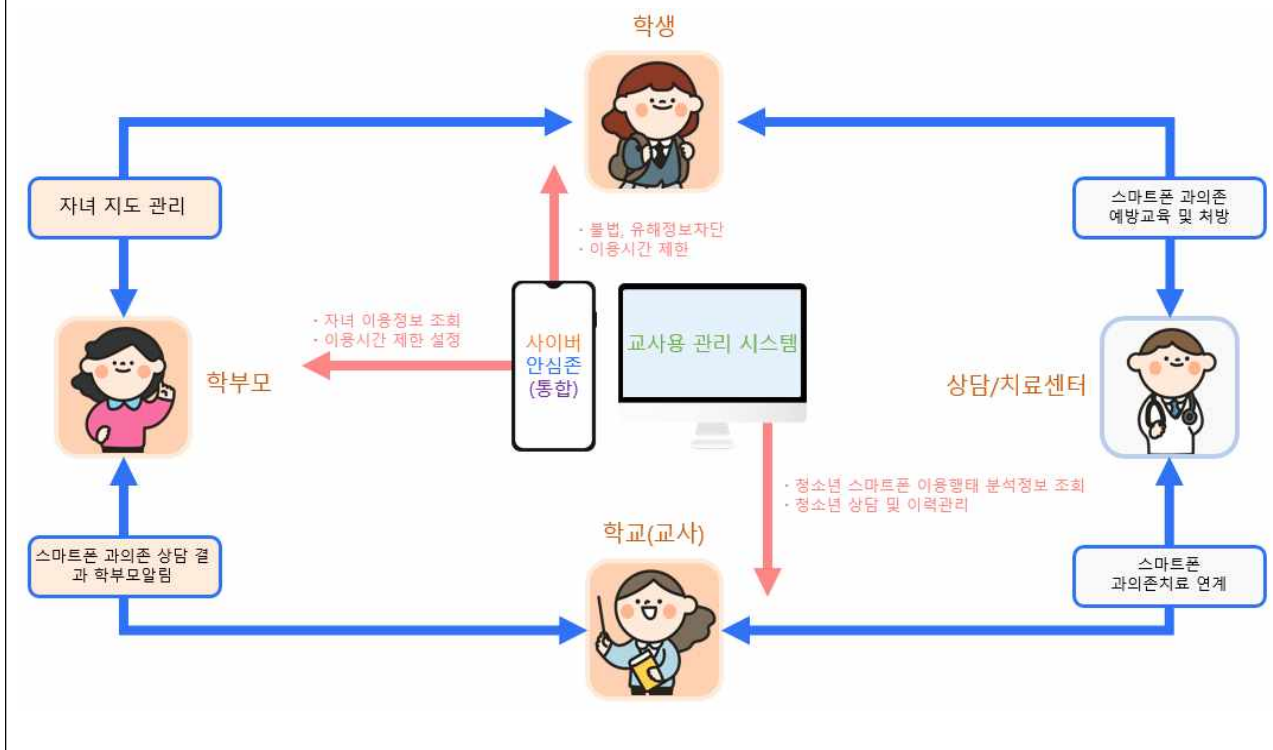 학생
자녀 지도 관리
스마트폰 과의존
예방교육 및 처방
· 불법, 유해정보차단
· 이용시간 제한
· 자녀 이용정보 조회
· 이용시간 제한 설정
사이버
안심존
(통합)
교사용 관리 시스템
학부모
상담/치료센터
· 청소년 스마트폰 이용행태 분석정보 조회
· 청소년 상담 및 이력관리
학교(교사)
스마트폰 과의존 상담 결
과 학부모알림
스마트폰
과의존치료 연계